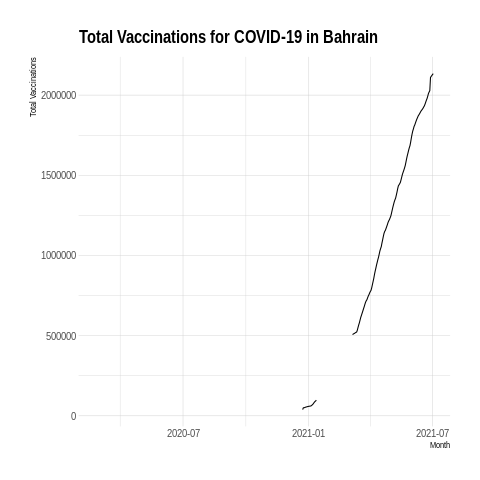 Total Vaccinations for COVID-19 in Bahrain
Total Vaccinations
2000000
1500000
1000000
500000
0
2020-07 2021-01 2021-07
Month